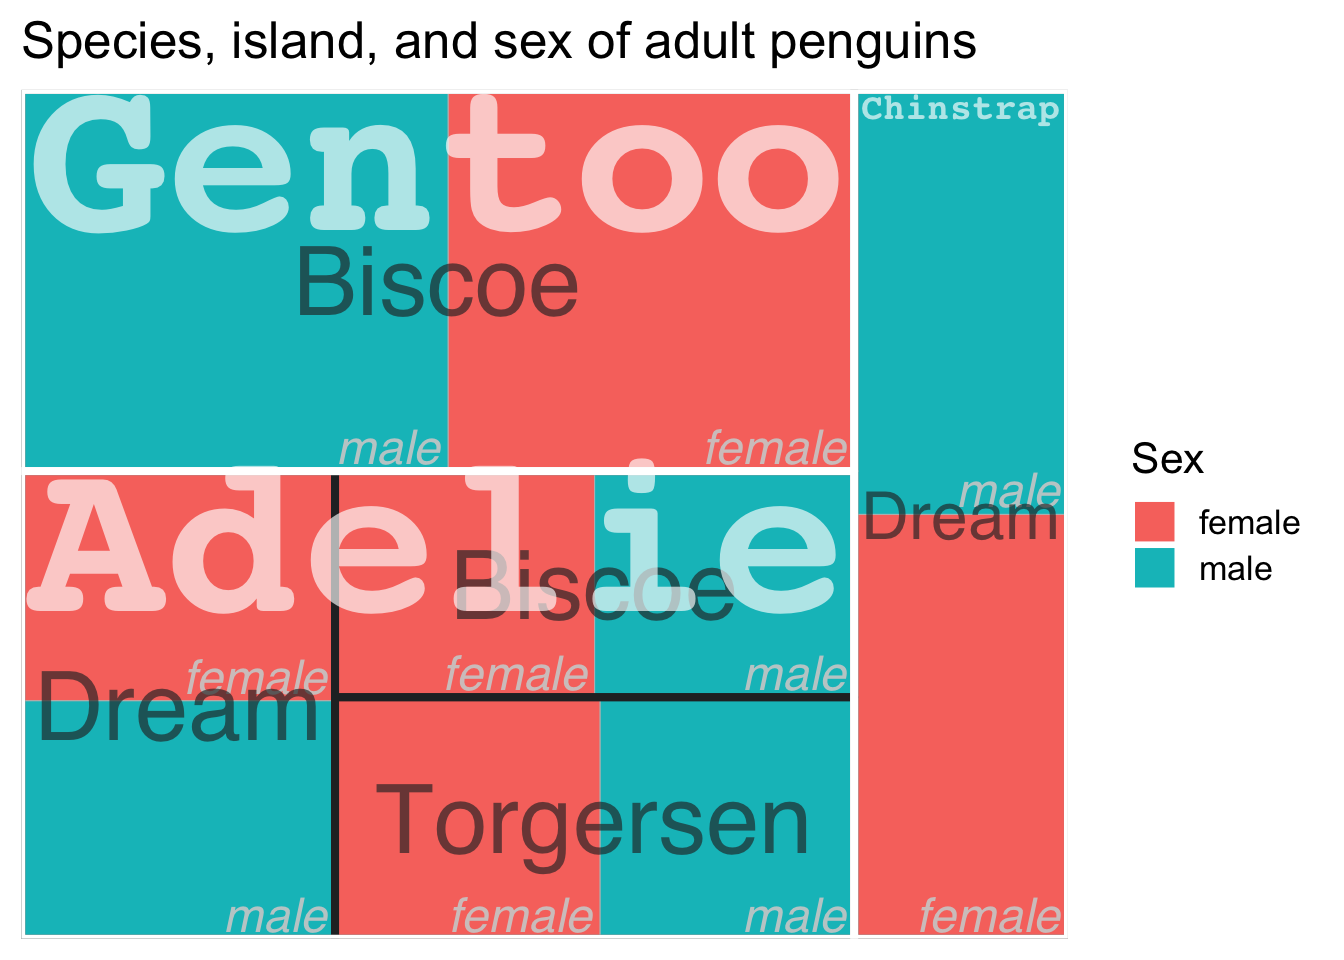 Species, island, and sex of adult penguins
Gentoo
Biscoe
male
female
Chinstrap
male
Dream
female
Adelie
Biscoe
female
male
female
Dream
male
Torgersen
female
male
Sex
female
male